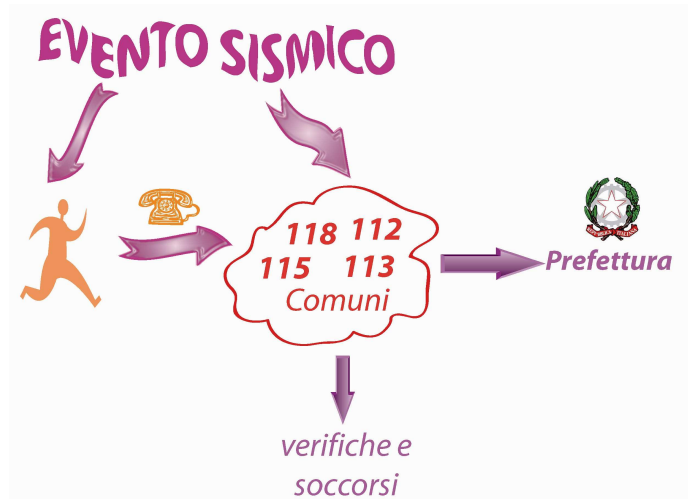 EVENTO SISMICO
118 112
115 113
Comuni
Prefettura
verifiche e
soccorsi